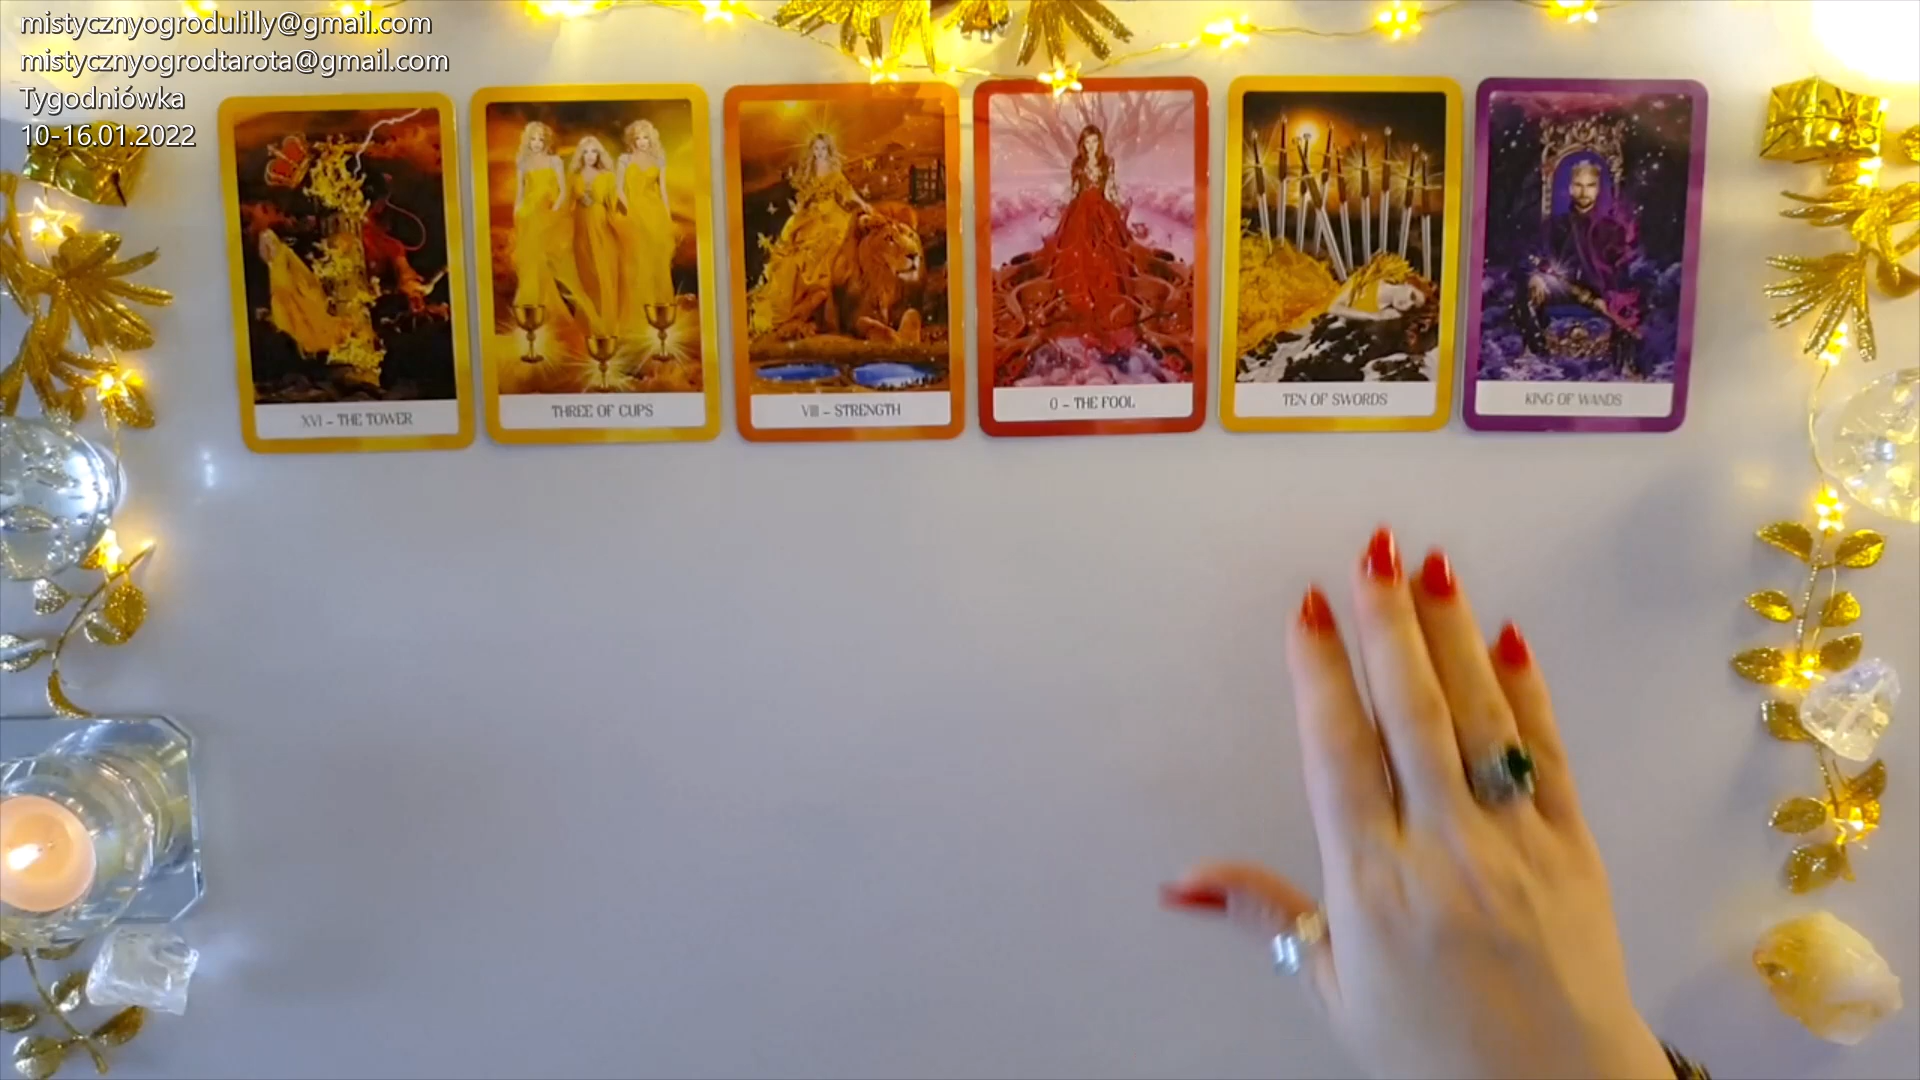 mistycznyogrodulilly@gmail.com
mistycznyogrodtarota@gmail.com
Tygodniówka
10-16.01.2022
XVI – THE TOWER
THREE OF CUPS
VIII – STRENGTH
0 – THE FOOL
TEN OF SWORDS
KING OF WANDS